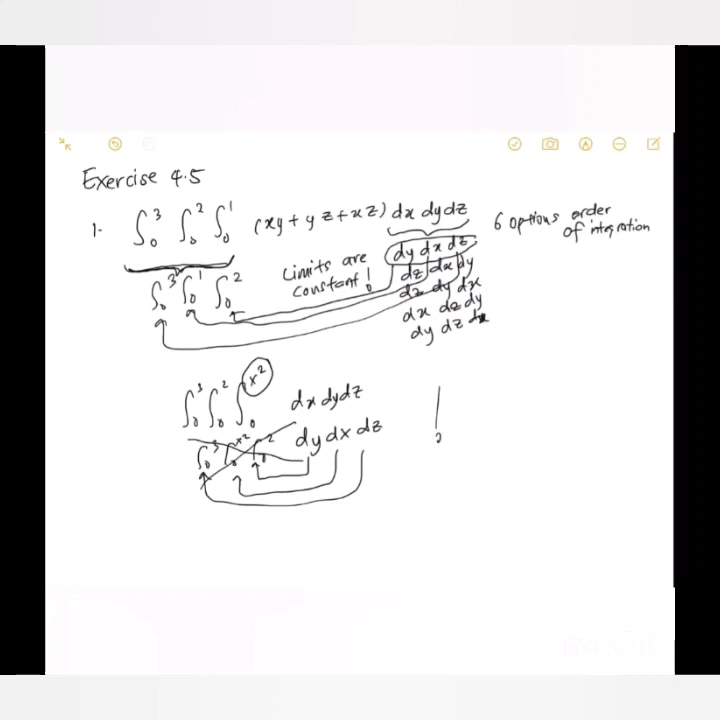 Exercise 4.5
1- ∫₀³ ∫₀² ∫₀¹ (xy + yz + xz) dx dy dz 6 options order of integration
dy dx dz
∫₀³ ∫₀¹ ∫₀² Limits are constant!
dz dx dy
dz dy dx
dx dz dy
dy dz dx
∫₀³ ∫₀² ∫₀^x² dx dy dz !
∫₀³ ∫₀^x² ∫₀² dy dx dz